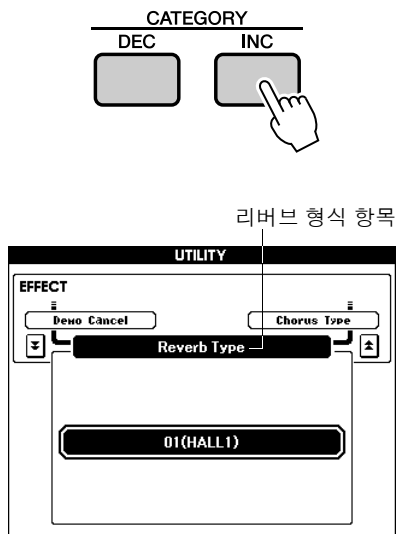 CATEGORY
DEC INC
리버브 형식 항목
UTILITY
EFFECT
Demo Cancel Chorus Type
Reverb Type
01(HALL1)